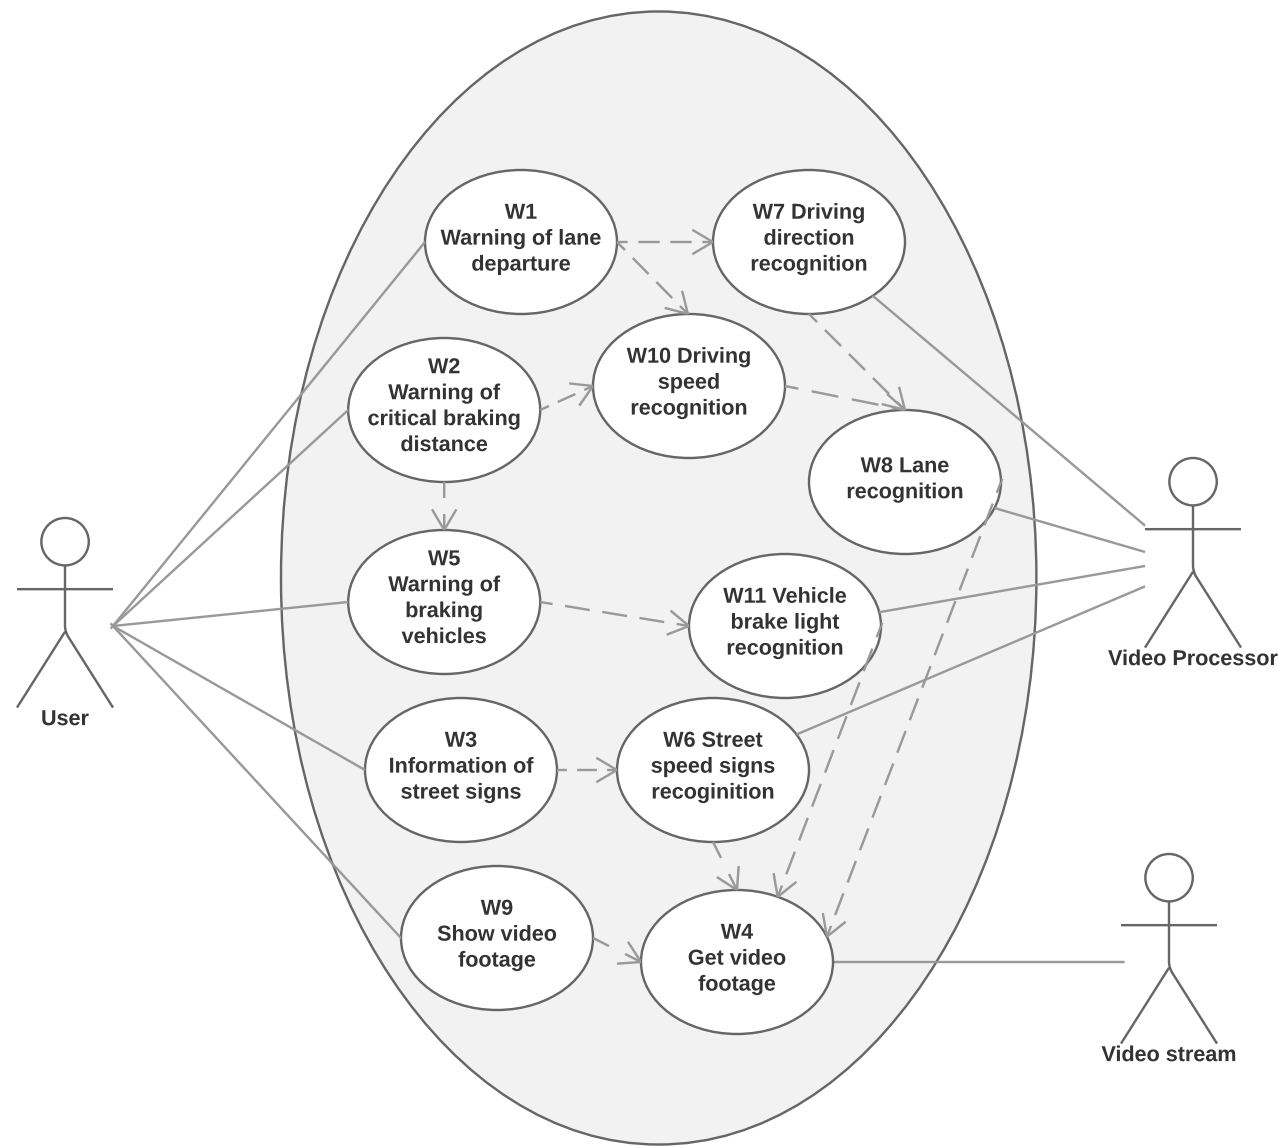 W1
Warning of lane
departure
W7 Driving
direction
recognition
W10 Driving
speed
recognition
W2
Warning of
critical braking
distance
W8 Lane
recognition
W5
Warning of
braking
vehicles
W11 Vehicle
brake light
recognition
Video Processor
User
W3
Information of
street signs
W6 Street
speed signs
recoginition
W9
Show video
footage
W4
Get video
footage
Video stream